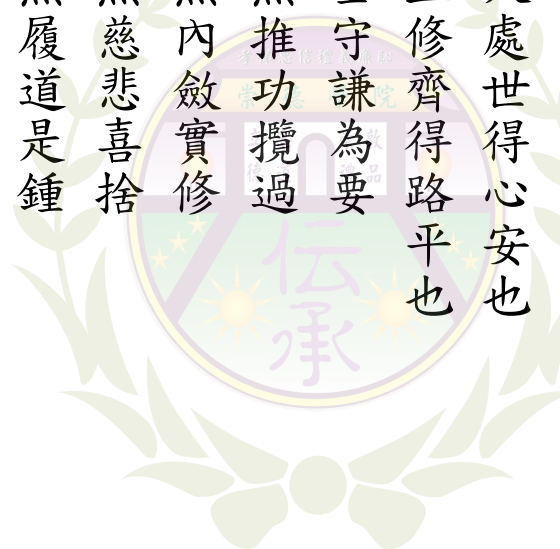 處世得心安也
修齊得路平也
守謙為要
推功攬過
內斂實修
慈悲喜捨
履道是鍾
伝承